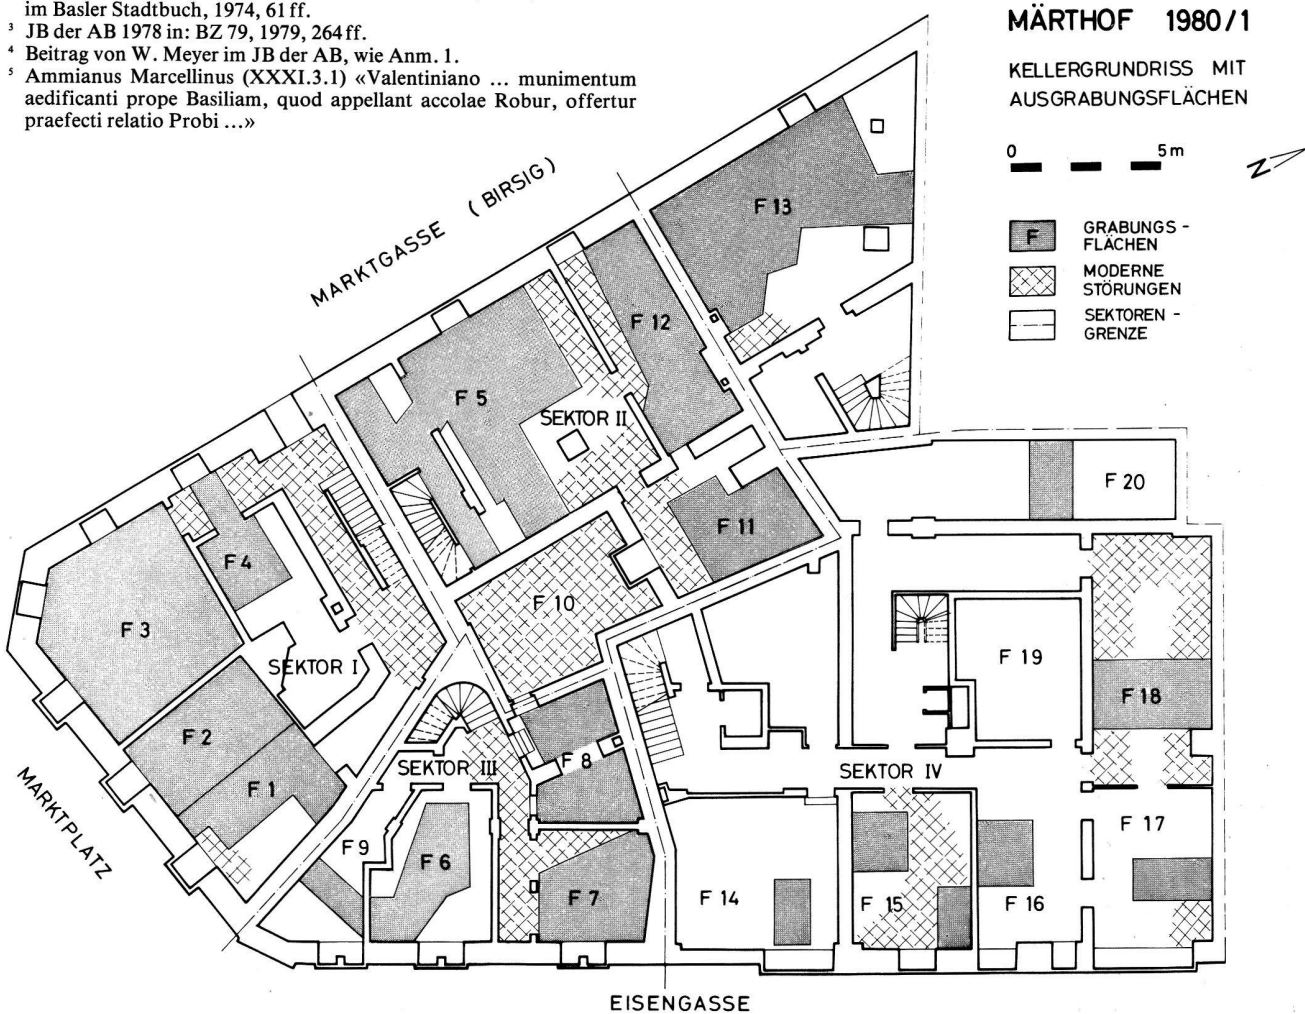 im Basler Stadtbuch, 1974, 61 ff.
³ JB der AB 1978 in: BZ 79, 1979, 264 ff.
⁴ Beitrag von W. Meyer im JB der AB, wie Anm. 1.
⁵ Ammianus Marcellinus (XXXI.3.1) «Valentiniano ... munimentum
aedificanti prope Basiliam, quod appellant accolae Robur, offertur
praefecti relatio Probi ...»
MÄRTHOF 1980/1
KELLERGRUNDRISS MIT
AUSGRABUNGSFLÄCHEN
0 5 m
N
F GRABUNGS-
FLÄCHEN
MODERNE
STÖRUNGEN
SEKTOREN-
GRENZE
MARKTGASSE (BIRSIG)
F 13
F 12
F 5
SEKTOR II
F 20
F 11
F 4
F 10
F 3
SEKTOR I
F 19
F 18
F 2
F 8
SEKTOR III
SEKTOR IV
F 1
MARKTPLATZ
F 17
F 9
F 6
F 7
F 14
F 15
F 16
EISENGASSE